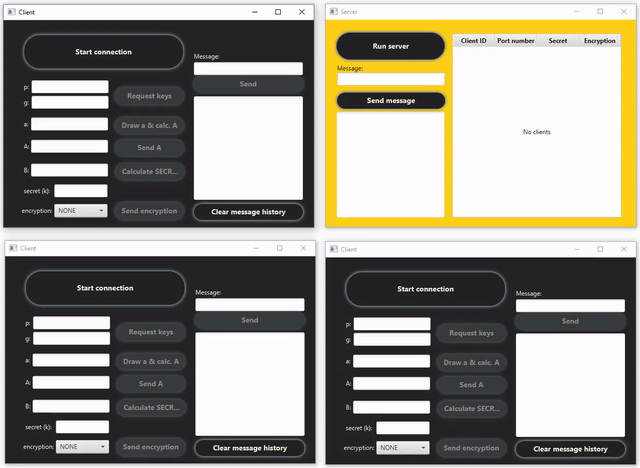 Client
Start connection
Message:
Send
p:
g:
Request keys
a:
Draw a & calc. A
A:
Send A
B:
Calculate SECR...
secret (k):
encryption:
NONE
Send encryption
Clear message history
Server
Run server
Message:
Send message
Client ID
Port number
Secret
Encryption
No clients
Client
Start connection
Message:
Send
p:
g:
Request keys
a:
Draw a & calc. A
A:
Send A
B:
Calculate SECR...
secret (k):
encryption:
NONE
Send encryption
Clear message history
Client
Start connection
Message:
Send
p:
g:
Request keys
a:
Draw a & calc. A
A:
Send A
B:
Calculate SECR...
secret (k):
encryption:
NONE
Send encryption
Clear message history